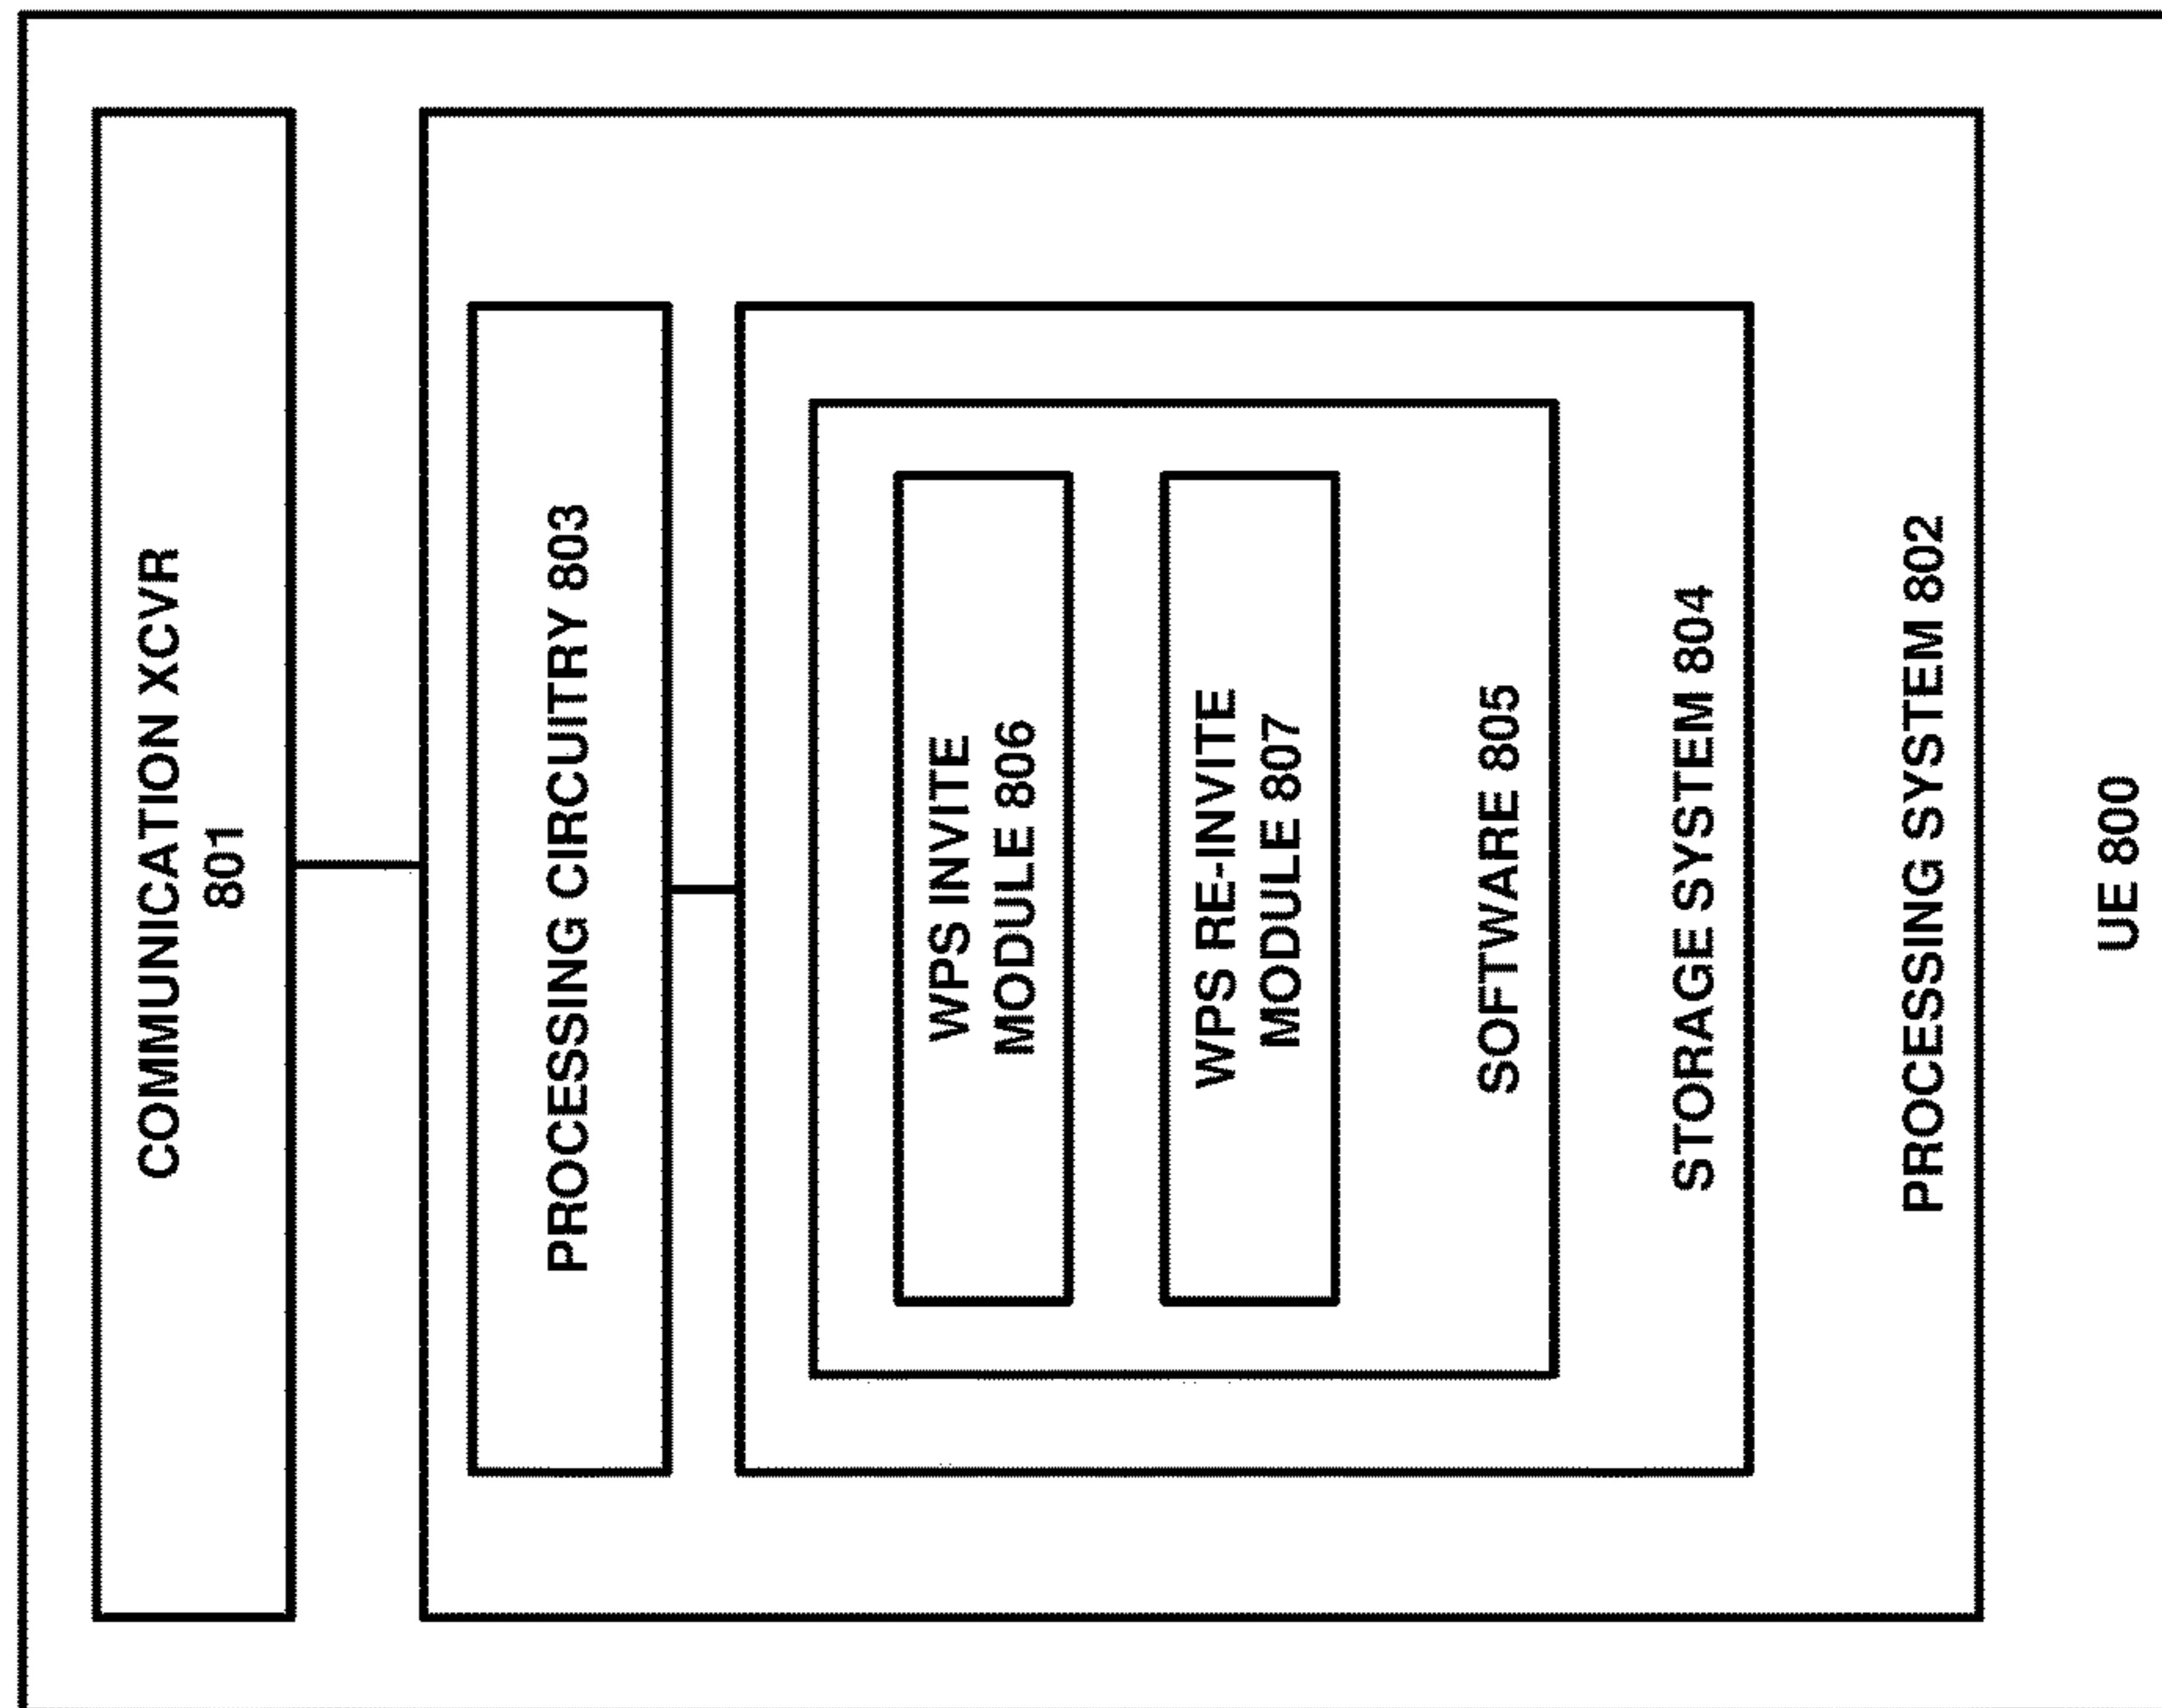 COMMUNICATION XCVR
801
PROCESSING CIRCUITRY 803
WPS INVITE
MODULE 806
WPS RE-INVITE
MODULE 807
SOFTWARE 805
STORAGE SYSTEM 804
PROCESSING SYSTEM 802
UE 800